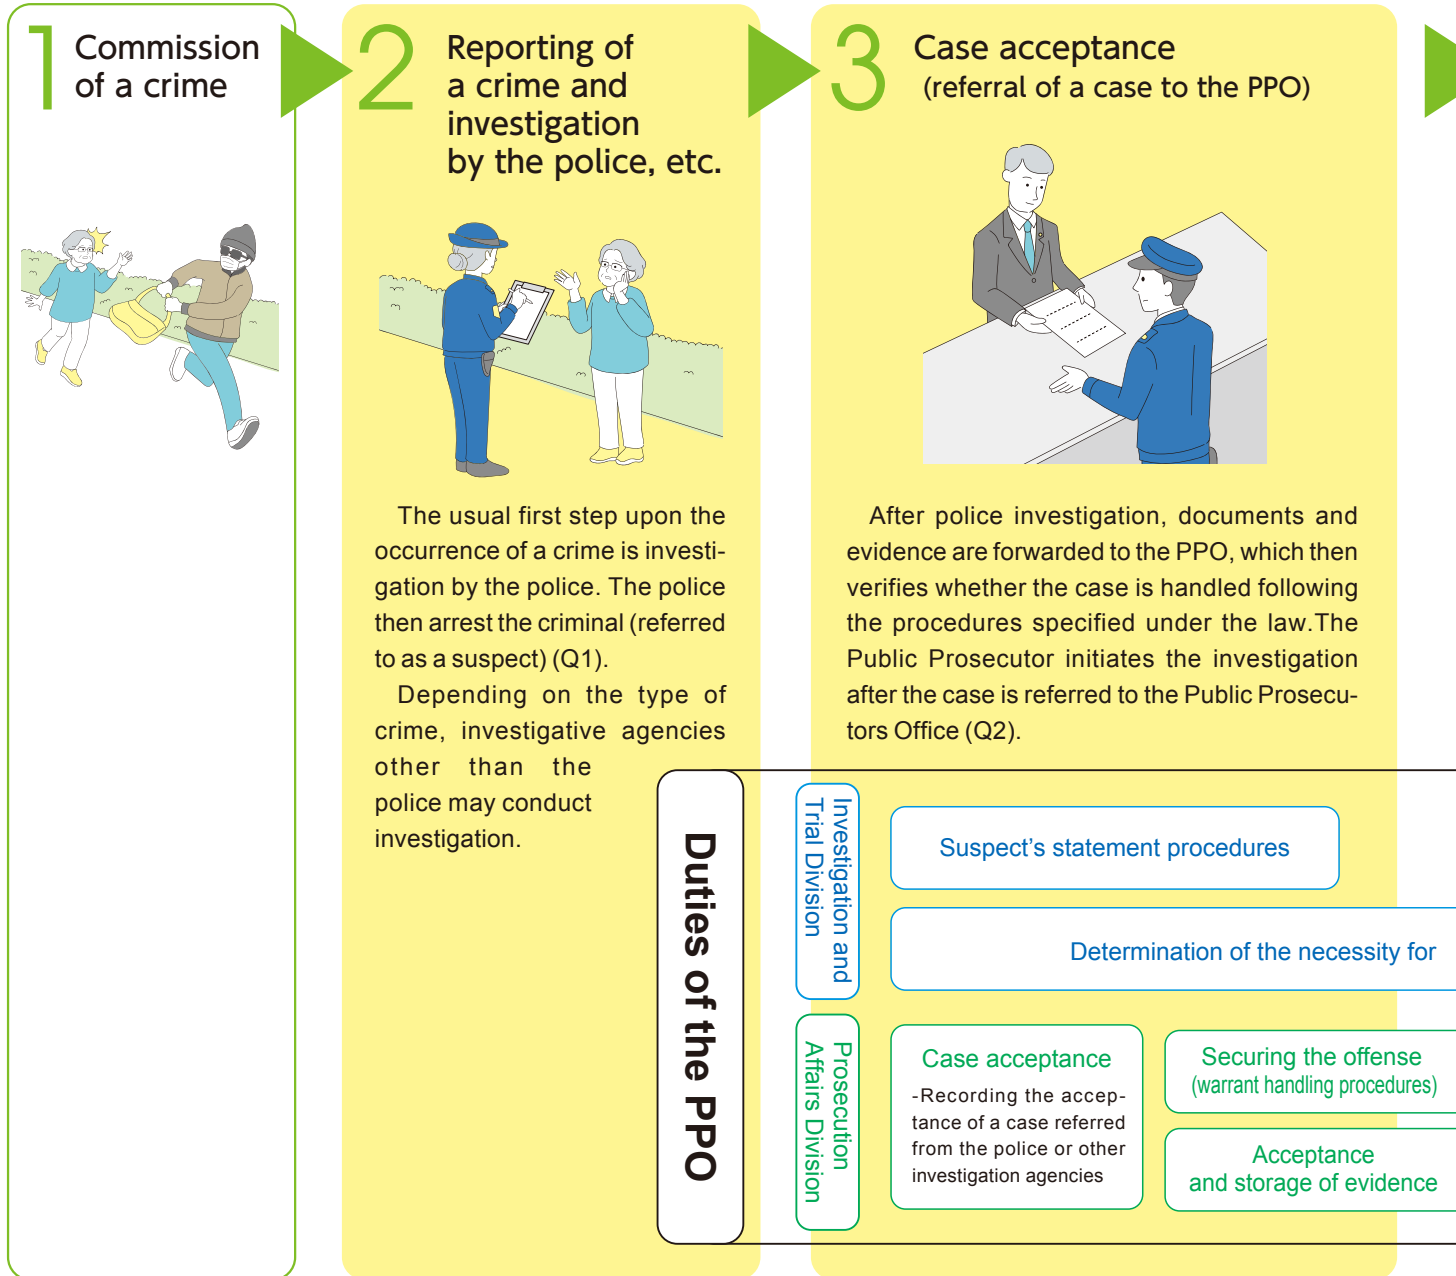 1 Commission
of a crime
2 Reporting of
a crime and
investigation
by the police, etc.
The usual first step upon the
occurrence of a crime is investi-
gation by the police. The police
then arrest the criminal (referred
to as a suspect) (Q1).
Depending on the type of
crime, investigative agencies
other than the
police may conduct
investigation.
3 Case acceptance
(referral of a case to the PPO)
After police investigation, documents and
evidence are forwarded to the PPO, which then
verifies whether the case is handled following
the procedures specified under the law.The
Public Prosecutor initiates the investigation
after the case is referred to the Public Prosecu-
tors Office (Q2).
Duties of the PPO
Investigation and
Trial Division
Suspect's statement procedures
Determination of the necessity for
Prosecution
Affairs Division
Case acceptance
-Recording the accep-
tance of a case referred
from the police or other
investigation agencies
Securing the offense
(warrant handling procedures)
Acceptance
and storage of evidence